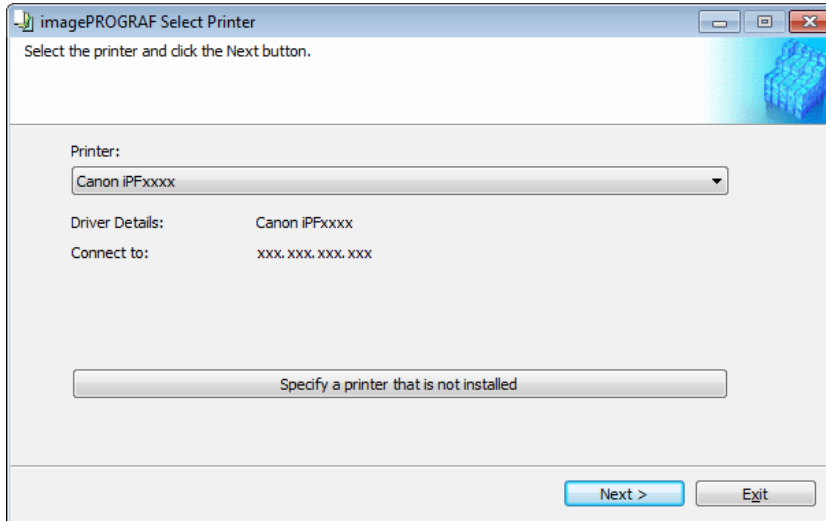 imagePROGRAF Select Printer
Select the printer and click the Next button.
Printer:
Canon iPFxxxx
Driver Details: Canon iPFxxxx
Connect to: xxx.xxx.xxx.xxx
Specify a printer that is not installed
Next > Exit